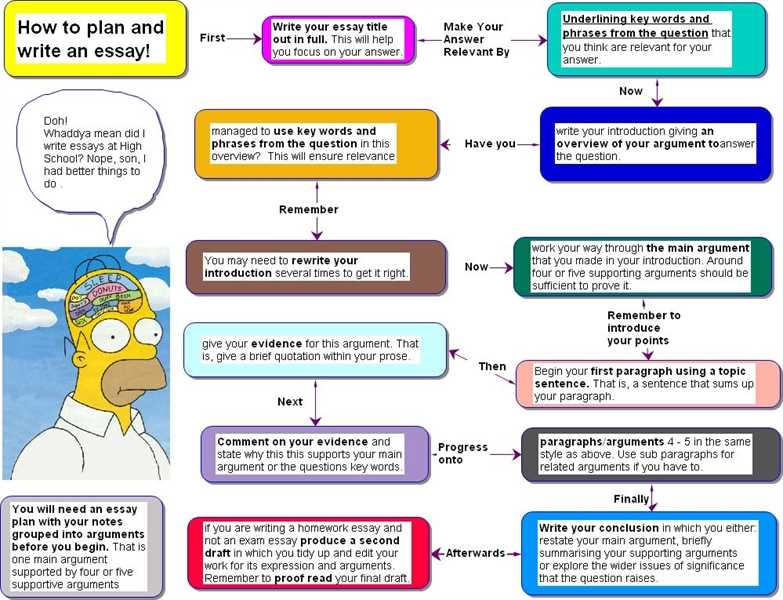 How to plan and
write an essay!
First
Write your essay title
out in full. This will help
you focus on your answer.
Make Your
Answer
Relevant By
Underlining key words and
phrases from the question that
you think are relevant for your
answer.
Now
write your introduction giving an
overview of your argument toanswer
the question.
Have you
managed to use key words and
phrases from the question in this
overview? This will ensure relevance
Doh!
Whaddya mean did I
write essays at High
School? Nope, son, I
had better things to
do .
Remember
You may need to rewrite your
introduction several times to get it right.
Now
work your way through the main argument
that you made in your introduction. Around
four or five supporting arguments should be
sufficient to prove it.
Remember to
introduce
your points
Begin your first paragraph using a topic
sentence. That is, a sentence that sums up
your paragraph.
Then
give your evidence for this argument. That
is, give a brief quotation within your prose.
Next
Comment on your evidence and
state why this this supports your main
argument or the questions key words.
Progress
onto
paragraphs/arguments 4 - 5 in the same
style as above. Use sub paragraphs for
related arguments if you have to.
Finally
Write your conclusion in which you either:
restate your main argument, briefly
summarising your supporting arguments
or explore the wider issues of significance
that the question raises.
Afterwards
if you are writing a homework essay and
not an exam essay produce a second
draft in which you tidy up and edit your
work for its expression and arguments.
Remember to proof read your final draft.
SLEEP
DONUTS
You will need an essay
plan with your notes
grouped into arguments
before you begin. That is
one main argument
supported by four or five
supportive arguments